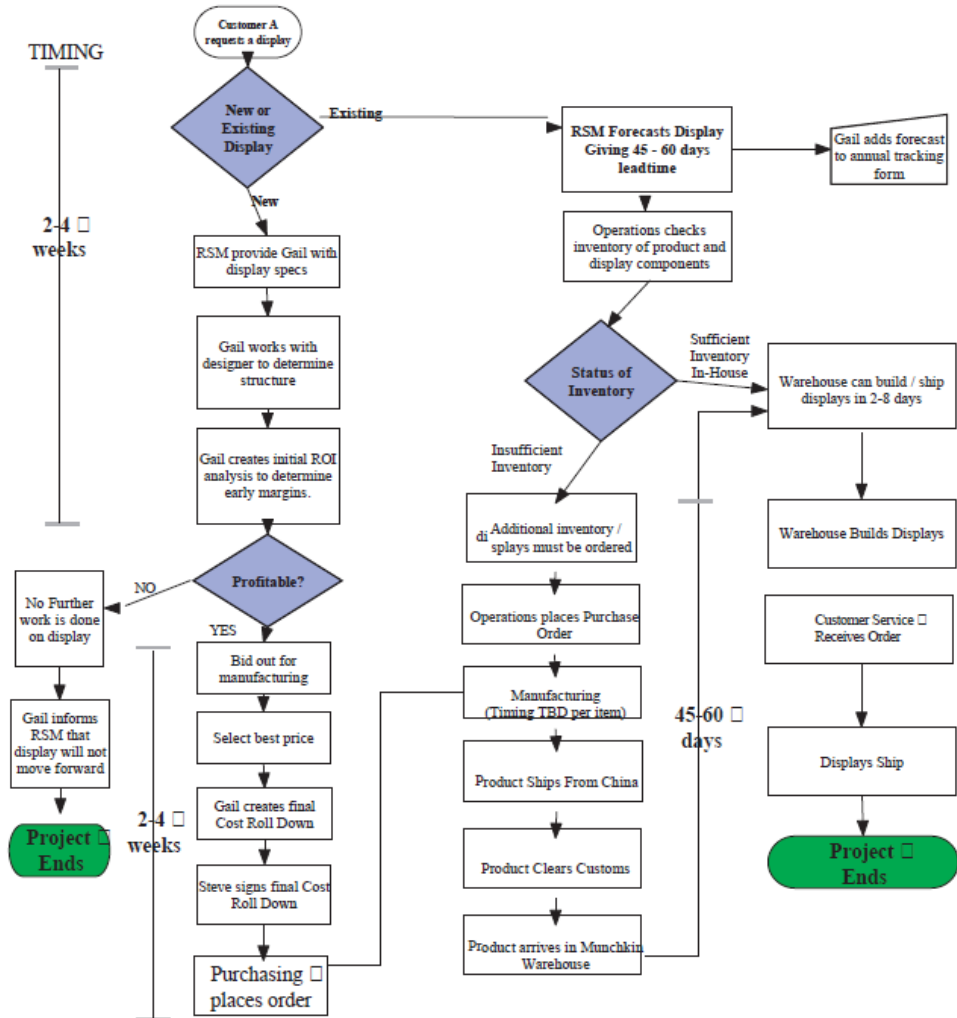 Customer A
requests a display
TIMING
New or
Existing
Display
Existing
New
RSM Forecasts Display
Giving 45 - 60 days
leadtime
Gail adds forecast
to annual tracking
form
2-4 □
weeks
RSM provide Gail with
display specs
Operations checks
inventory of product and
display components
Gail works with
designer to determine
structure
Status of
Inventory
Sufficient
Inventory
In-House
Warehouse can build / ship
displays in 2-8 days
Gail creates initial ROI
analysis to determine
early margins.
Insufficient
Inventory
Additional inventory /
displays must be ordered
Warehouse Builds Displays
Profitable?
NO
YES
No Further
work is done
on display
Gail informs
RSM that
display will not
move forward
Project □
Ends
2-4 □
weeks
Bid out for
manufacturing
Select best price
Gail creates final
Cost Roll Down
Steve signs final Cost
Roll Down
Purchasing □
places order
Operations places Purchase
Order
Manufacturing
(Timing TBD per item)
Product Ships From China
Product Clears Customs
Product arrives in Munchkin
Warehouse
45-60 □
days
Customer Service □
Receives Order
Displays Ship
Project □
Ends